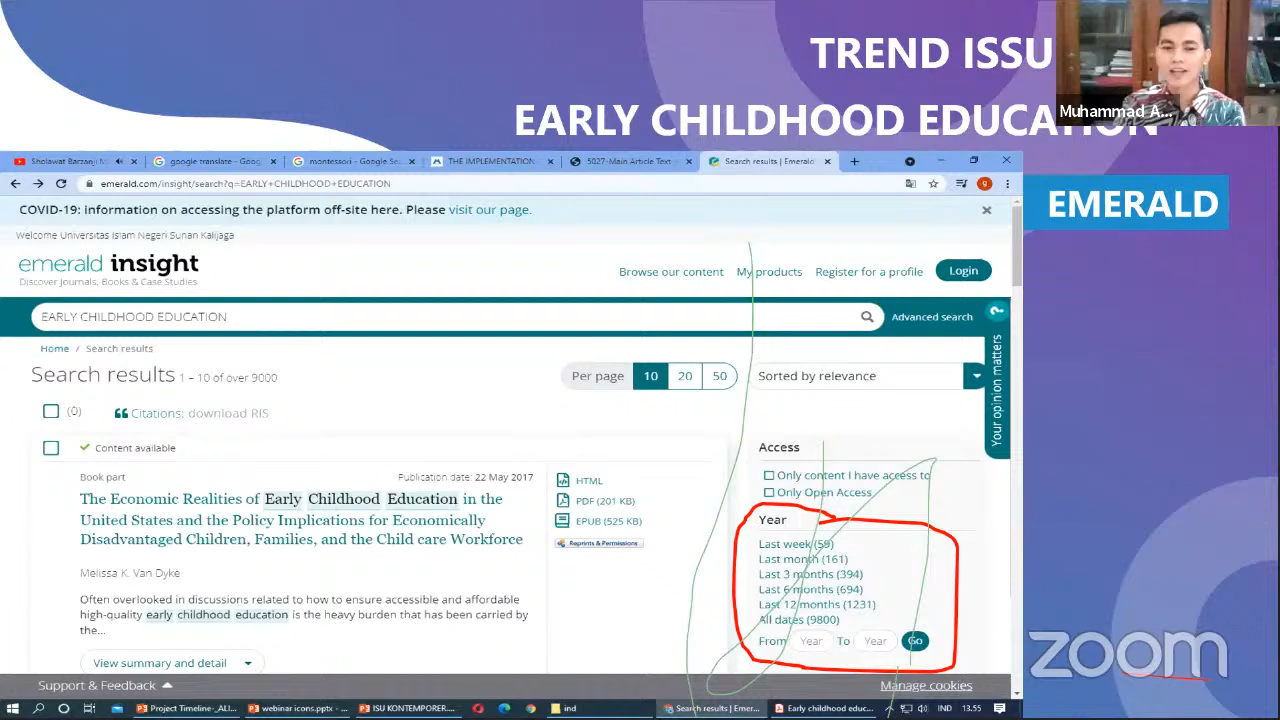 TREND ISSU
EARLY CHILDHOOD EDUCATION
Muhammad A...
EMERALD
Sholawat Barzanji M
google translate - Goog
montessori - Google Se
THE IMPLEMENTATION
5027-Main Article Text
Search results | Emerald
emerald.com/insight/search?q=EARLY+CHILDHOOD+EDUCATION
g
COVID-19: information on accessing the platform off-site here. Please visit our page.
Welcome Universitas Islam Negeri Sunan Kalijaga
emerald insight
Discover Journals, Books & Case Studies
Browse our content
My products
Register for a profile
Login
EARLY CHILDHOOD EDUCATION
Advanced search
Your opinion matters
Home / Search results
Search results 1 – 10 of over 9000
Per page 10 20 50
Sorted by relevance
(0)
Citations: download RIS
Content available
Book part
Publication date: 22 May 2017
The Economic Realities of Early Childhood Education in the
United States and the Policy Implications for Economically
Disadvantaged Children, Families, and the Child care Workforce
HTML
PDF (201 KB)
EPUB (525 KB)
Reprints & Permissions
Melissa K. Van Dyke
Often overlooked in discussions related to how to ensure accessible and affordable
high-quality early childhood education is the heavy burden that has been carried by
the...
View summary and detail
Access
Only content I have access to
Only Open Access
Year
Last week (59)
Last month (161)
Last 3 months (394)
Last 6 months (694)
Last 12 months (1231)
All dates (9800)
From Year To Year Go
Support & Feedback
Manage cookies
zoom
Project Timeline-_ALI...
webinar icons.pptx - ...
ISU KONTEMPORER...
ind
Search results | Emer...
Early childhood educ...
IND
13.55